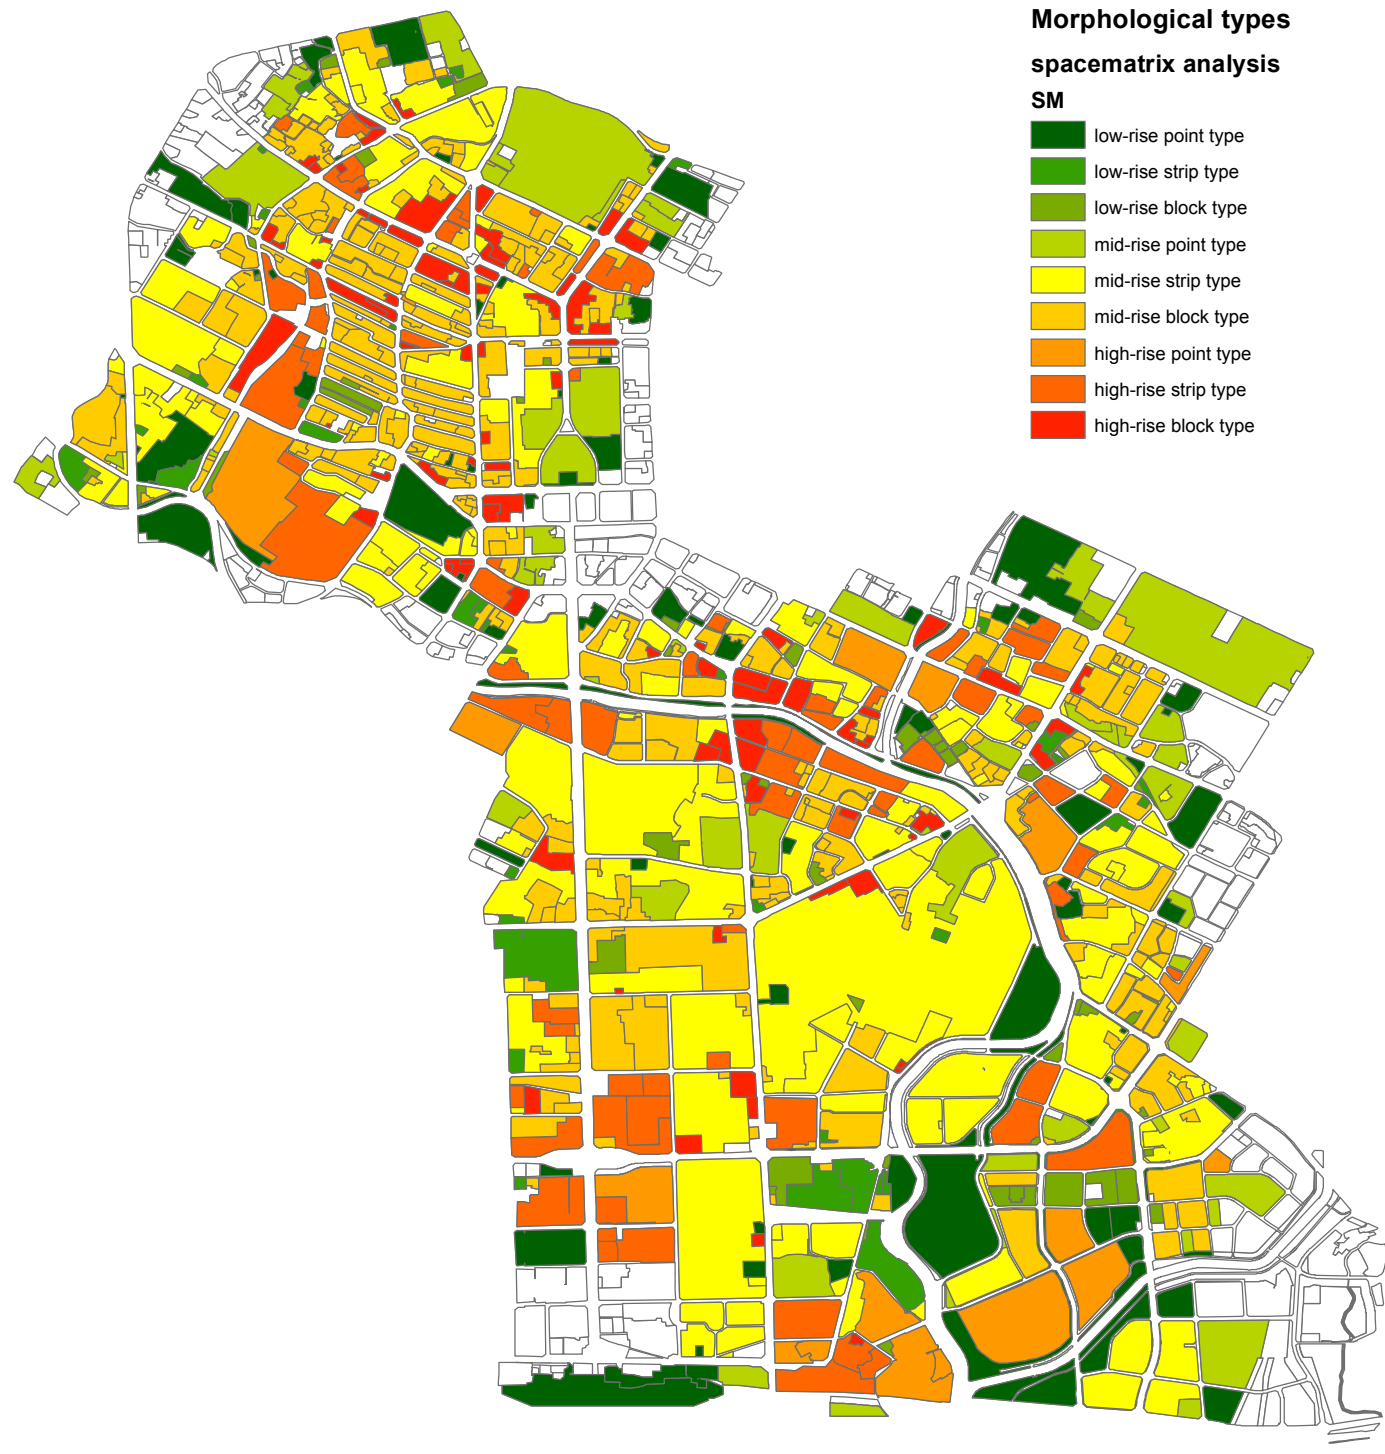 Morphological types
spacematrix analysis
SM
low-rise point type
low-rise strip type
low-rise block type
mid-rise point type
mid-rise strip type
mid-rise block type
high-rise point type
high-rise strip type
high-rise block type